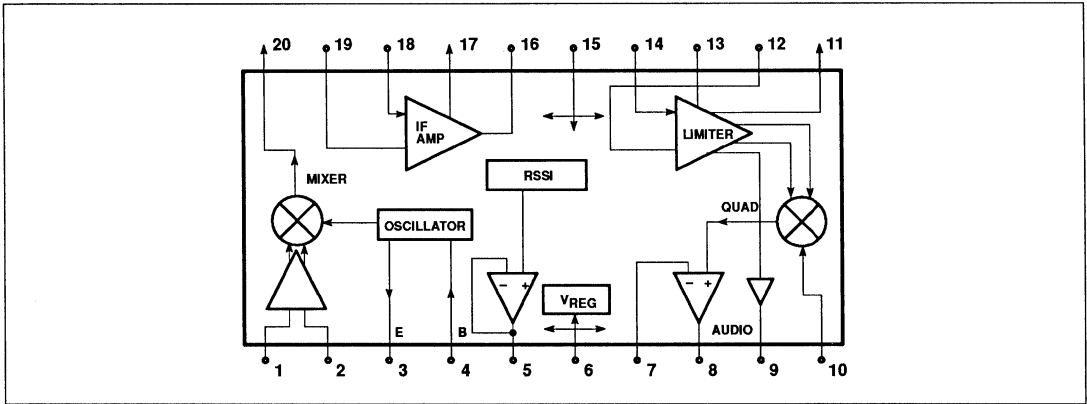 20 19 18 17 16 15 14 13 12 11
IF
AMP
LIMITER
RSSI
MIXER
OSCILLATOR
QUAD
- +
VREG
- +
E B
AUDIO
1 2 3 4 5 6 7 8 9 10